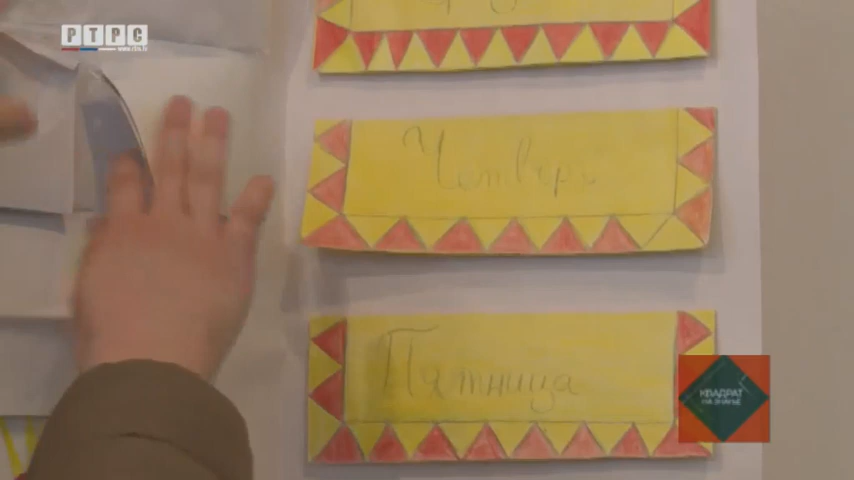 РТРС
Четверг
Пятница
КВАДРАТ
НА ЗНАЊЕ